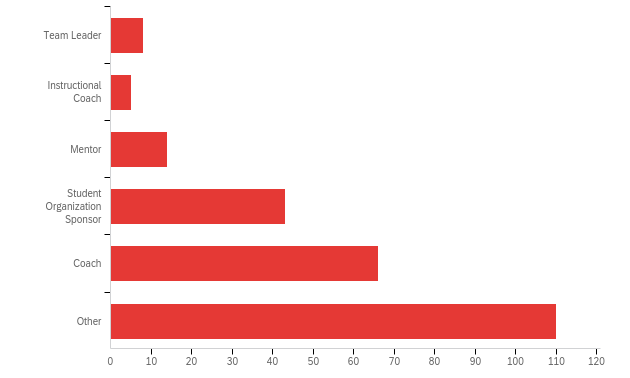 Team Leader
Instructional
Coach
Mentor
Student
Organization
Sponsor
Coach
Other
0 10 20 30 40 50 60 70 80 90 100 110 120